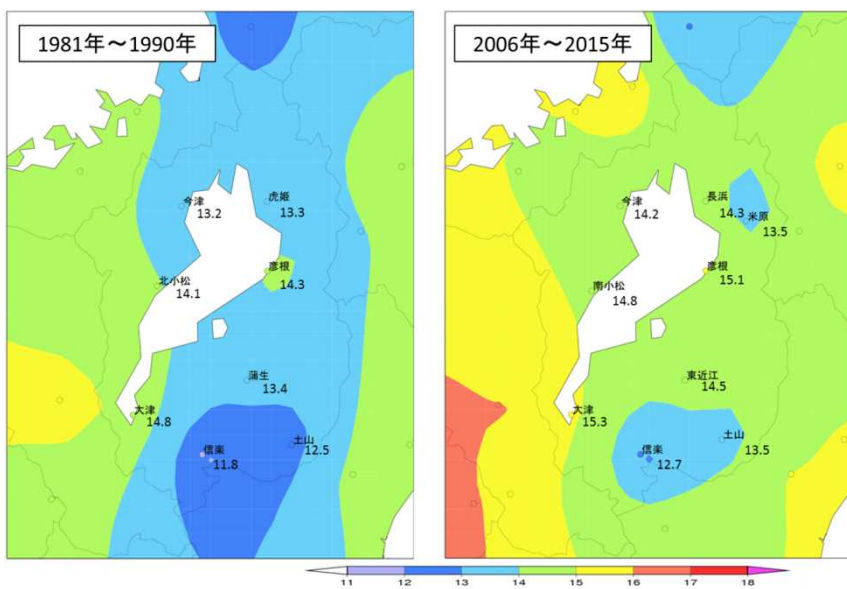 1981年～1990年
今津
13.2
虎姫
13.3
彦根
14.3
北小松
14.1
蒲生
13.4
大津
14.8
信楽
11.8
土山
12.5
2006年～2015年
今津
14.2
長浜
14.3
米原
13.5
彦根
15.1
南小松
14.8
東近江
14.5
大津
15.3
信楽
12.7
土山
13.5
11 12 13 14 15 16 17 18